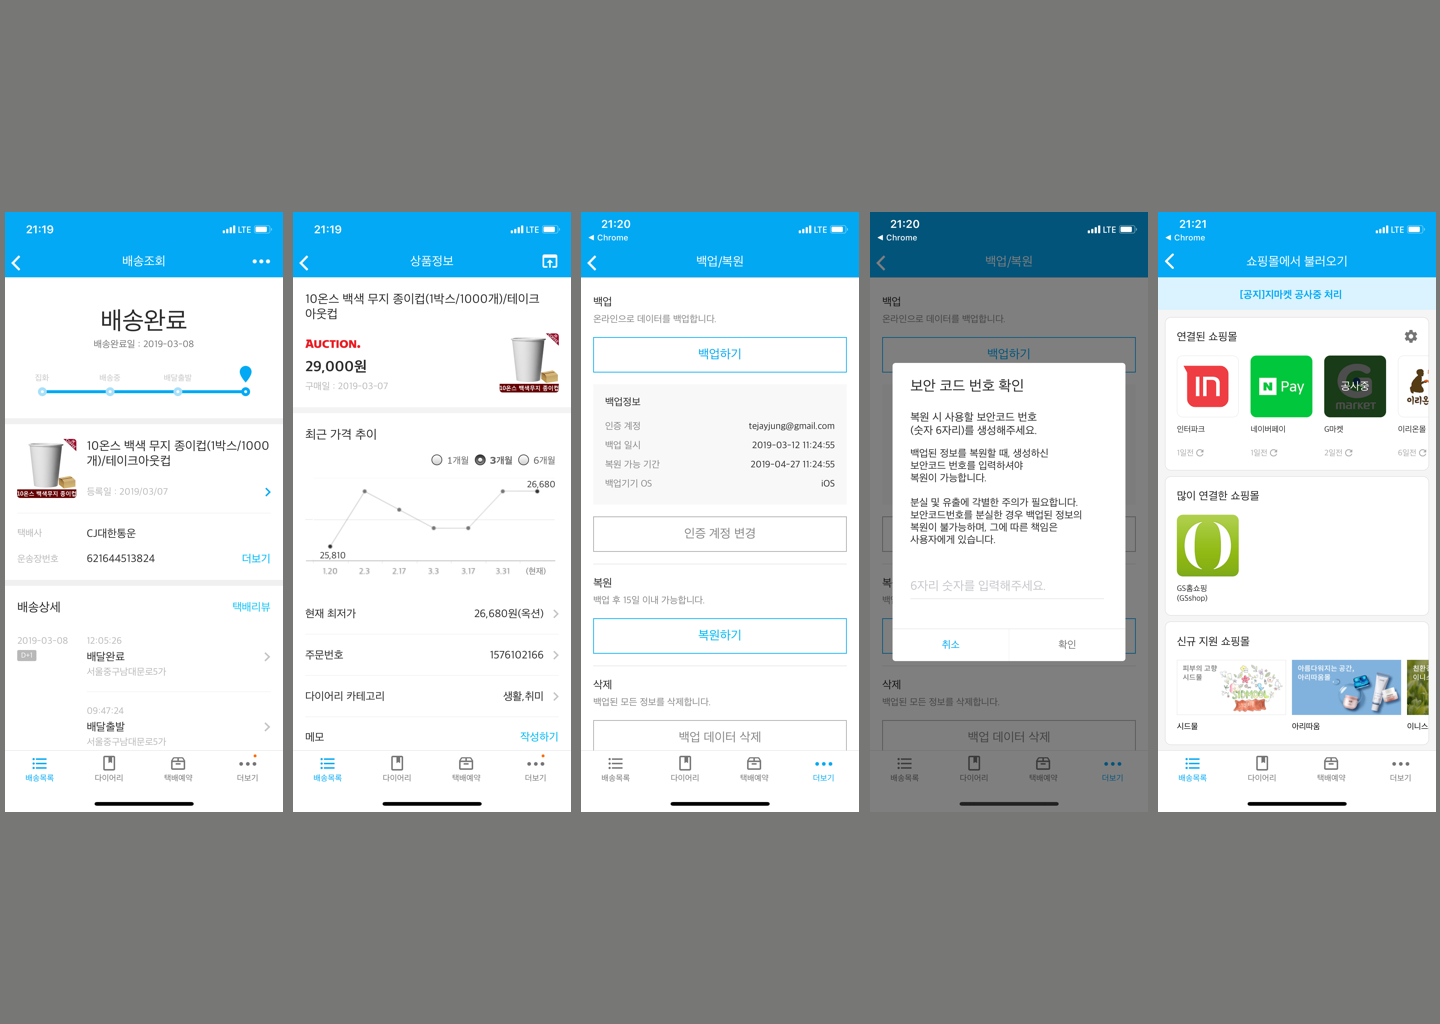 21:19
LTE
배송조회
배송완료
배송완료일 : 2019-03-08
집화
배송중
배달출발
10온스 백색 무지 종이컵(1박스/1000
개)/테이크아웃컵
10온스 백색무지 종이컵
등록일 : 2019/03/07
택배사
CJ대한통운
운송장번호
621644513824
더보기
배송상세
택배리뷰
2019-03-08
12:05:26
D+1
배달완료
서울중구남대문로5가
09:47:24
배달출발
서울중구남대문로5가
배송목록
다이어리
택배예약
더보기
21:19
LTE
상품정보
10온스 백색 무지 종이컵(1박스/1000개)/테이크
아웃컵
AUCTION.
29,000원
구매일 : 2019-03-07
10온스 백색무지 종이컵
최근 가격 추이
1개월
3개월
6개월
26,680
25,810
1.20
2.3
2.17
3.3
3.17
3.31
(현재)
현재 최저가
26,680원(옥션)
주문번호
1576102166
다이어리 카테고리
생활,취미
메모
작성하기
배송목록
다이어리
택배예약
더보기
21:20
LTE
◀ Chrome
백업/복원
백업
온라인으로 데이터를 백업합니다.
백업하기
백업정보
인증 계정
tejayjung@gmail.com
백업 일시
2019-03-12 11:24:55
복원 가능 기간
2019-04-27 11:24:55
백업기기 OS
iOS
인증 계정 변경
복원
백업 후 15일 이내 가능합니다.
복원하기
삭제
백업된 모든 정보를 삭제합니다.
백업 데이터 삭제
배송목록
다이어리
택배예약
더보기
21:20
LTE
◀ Chrome
백업/복원
백업
온라인으로 데이터를 백업합니다.
백업하기
보안 코드 번호 확인
복원 시 사용할 보안코드 번호
(숫자 6자리)를 생성해주세요.
백업된 정보를 복원할 때, 생성하신
보안코드 번호를 입력하셔야
복원이 가능합니다.
분실 및 유출에 각별한 주의가 필요합니다.
보안코드번호를 분실한 경우 백업된 정보의
복원이 불가능하며, 그에 따른 책임은
사용자에게 있습니다.
6자리 숫자를 입력해주세요.
취소
확인
삭제
백업된 모든 정보를 삭제합니다.
백업 데이터 삭제
배송목록
다이어리
택배예약
더보기
21:21
LTE
◀ Chrome
쇼핑몰에서 불러오기
[공지]지마켓 공사중 처리
연결된 쇼핑몰
in
N Pay
공사중
G
market
이리온
인터파크
네이버페이
G마켓
이리온몰
1일전
1일전
2일전
6일전
많이 연결한 쇼핑몰
GS홈쇼핑
(GSshop)
신규 지원 쇼핑몰
피부의 고향
시드물
SIDMOOL
아름다워지는 공간,
아리따움몰
친환
이니스
시드물
아리따움
이니스
배송목록
다이어리
택배예약
더보기